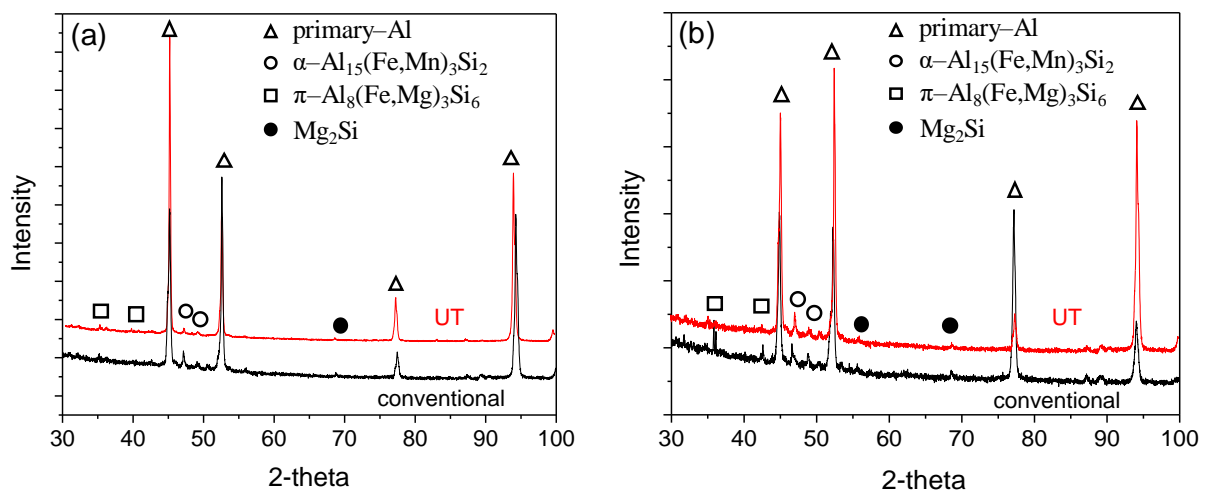 (a)
primary–Al
α–Al₁₅(Fe,Mn)₃Si₂
π–Al₈(Fe,Mg)₃Si₆
Mg₂Si
Intensity
UT
conventional
30 40 50 60 70 80 90 100
2-theta
(b)
primary–Al
α–Al₁₅(Fe,Mn)₃Si₂
π–Al₈(Fe,Mg)₃Si₆
Mg₂Si
Intensity
UT
conventional
30 40 50 60 70 80 90 100
2-theta